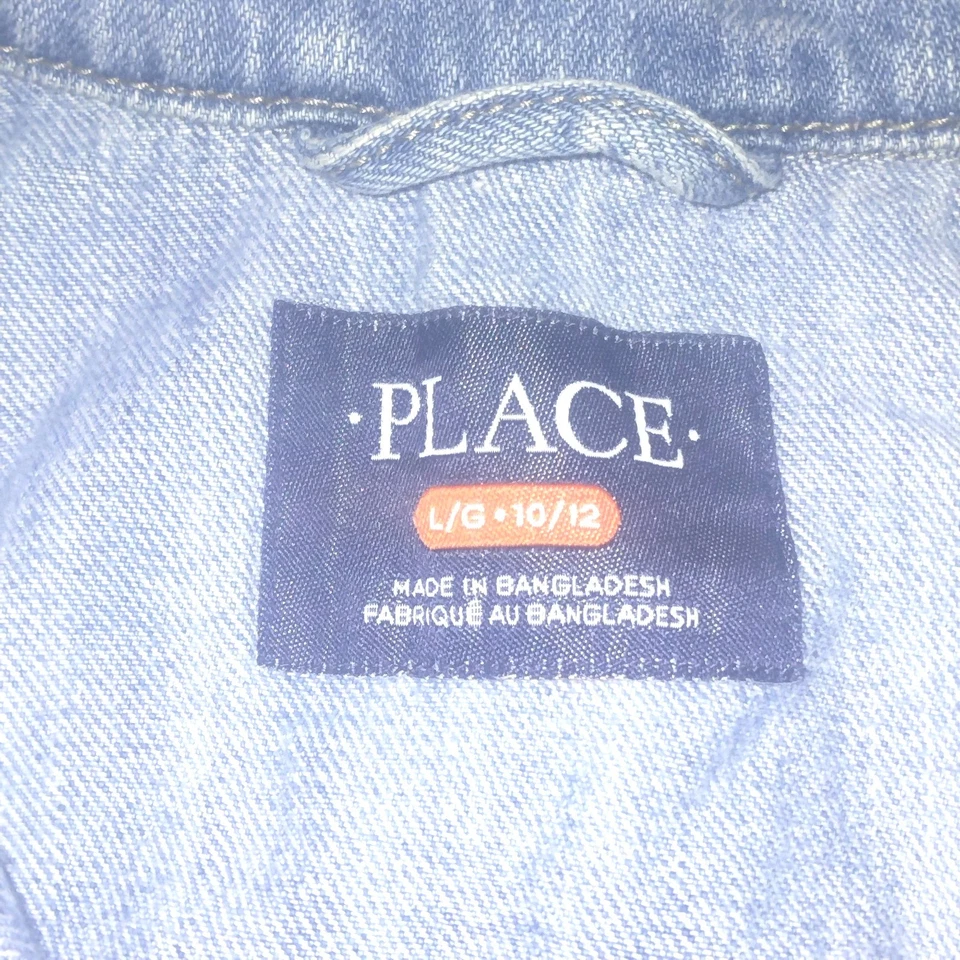 ·PLACE·
L/G • 10/12
MADE IN BANGLADESH
FABRIQUÉ AU BANGLADESH